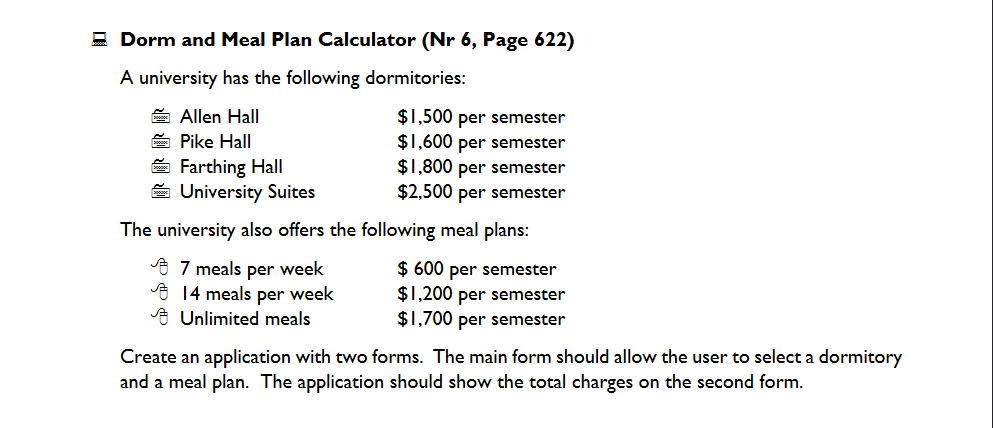 Dorm and Meal Plan Calculator (Nr 6, Page 622)
A university has the following dormitories:
Allen Hall $1,500 per semester
Pike Hall $1,600 per semester
Farthing Hall $1,800 per semester
University Suites $2,500 per semester
The university also offers the following meal plans:
7 meals per week $ 600 per semester
14 meals per week $1,200 per semester
Unlimited meals $1,700 per semester
Create an application with two forms. The main form should allow the user to select a dormitory
and a meal plan. The application should show the total charges on the second form.